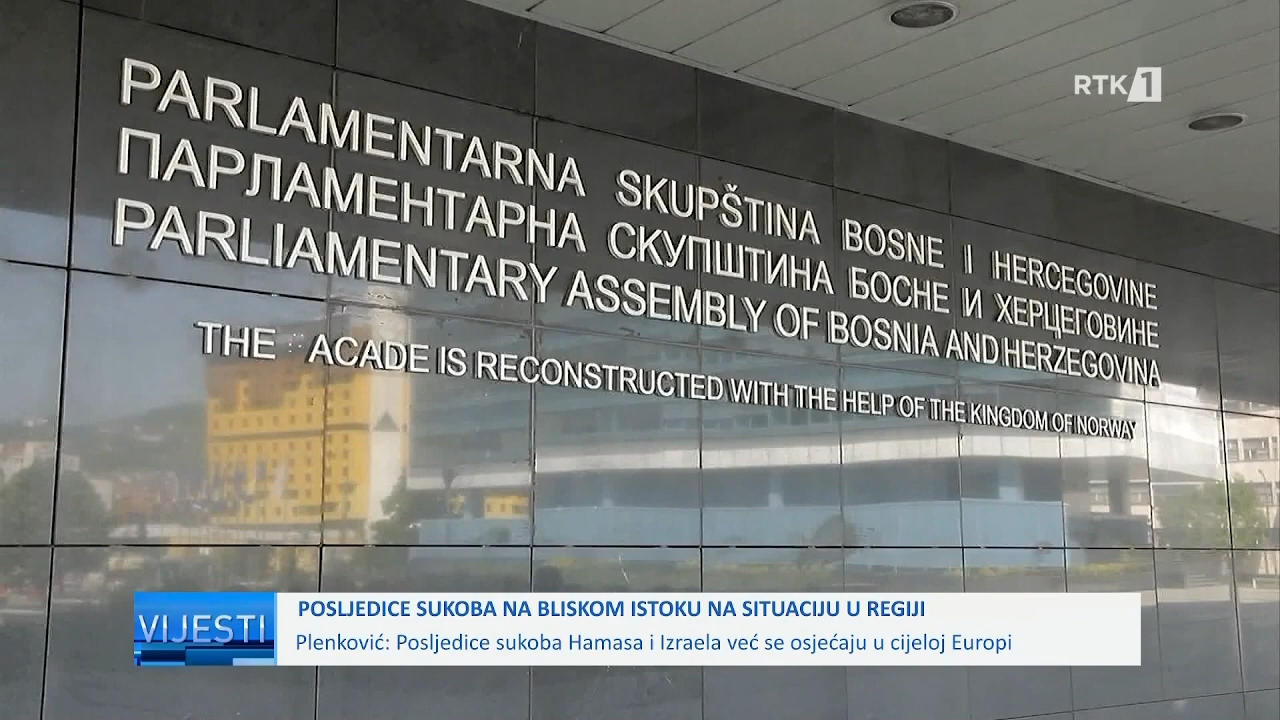 RTK 1
PARLAMENTARNA SKUPŠTINA BOSNE I HERCEGOVINE
ПАРЛАМЕНТАРНА СКУПШТИНА БОСНЕ И ХЕРЦЕГОВИНЕ
PARLIAMENTARY ASSEMBLY OF BOSNIA AND HERZEGOVINA
THE ACADE IS RECONSTRUCTED WITH THE HELP OF THE KINGDOM OF NORWAY
VIJESTI
POSLJEDICE SUKOBA NA BLISKOM ISTOKU NA SITUACIJU U REGIJI
Plenković: Posljedice sukoba Hamasa i Izraela već se osjećaju u cijeloj Europi